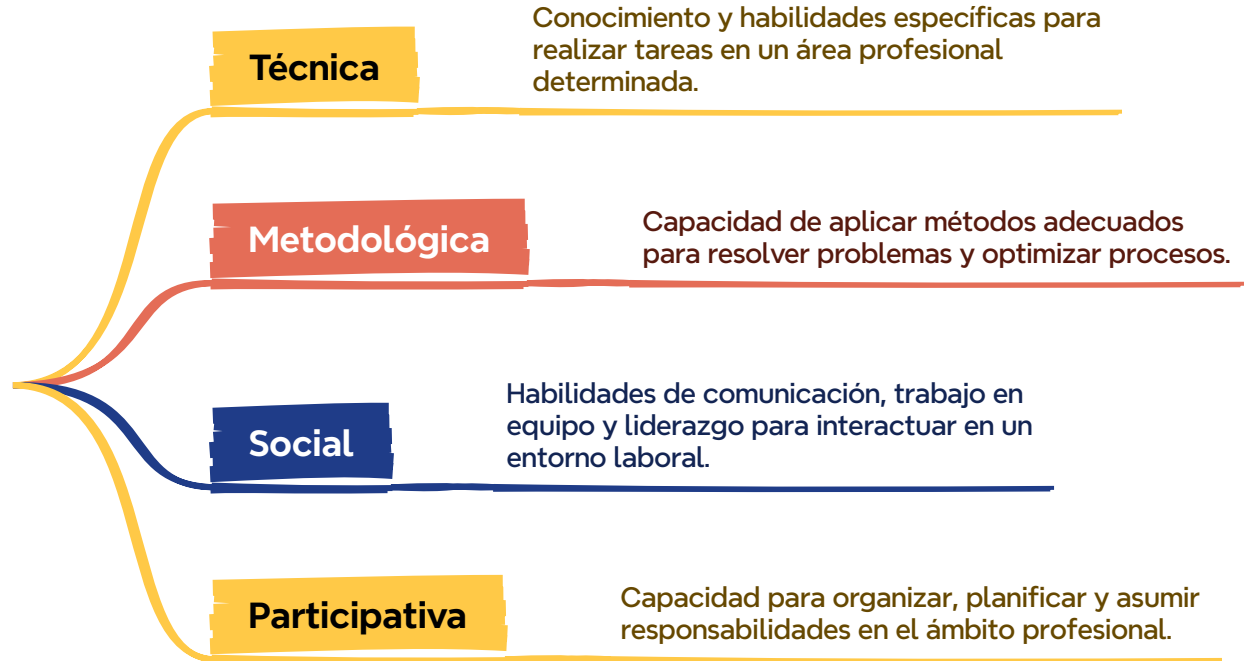 Técnica
Conocimiento y habilidades específicas para
realizar tareas en un área profesional
determinada.
Metodológica
Capacidad de aplicar métodos adecuados
para resolver problemas y optimizar procesos.
Social
Habilidades de comunicación, trabajo en
equipo y liderazgo para interactuar en un
entorno laboral.
Participativa
Capacidad para organizar, planificar y asumir
responsabilidades en el ámbito profesional.